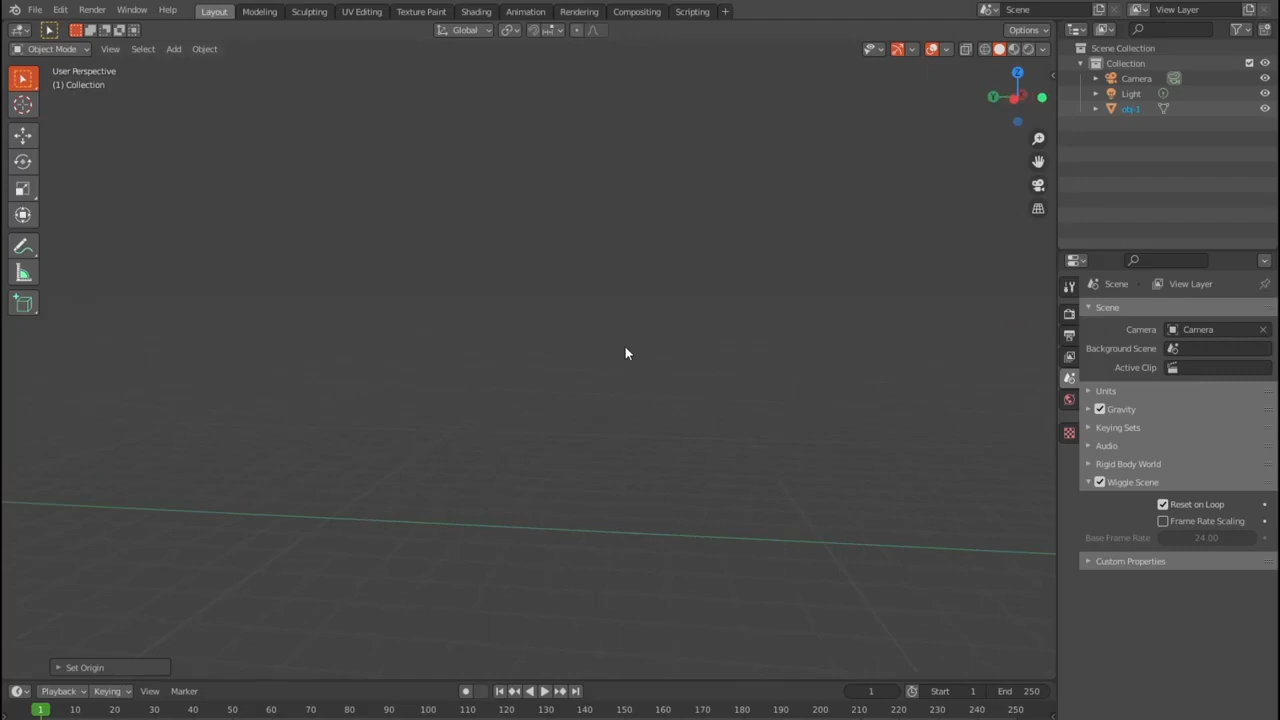 File Edit Render Window Help Layout Modeling Sculpting UV Editing Texture Paint Shading Animation Rendering Compositing Scripting + Scene View Layer
Global Options
Object Mode View Select Add Object
Scene Collection
Collection
Camera
Light
obj-1
User Perspective
(1) Collection
Z
Y
Scene View Layer
Scene
Camera Camera
Background Scene
Active Clip
Units
Gravity
Keying Sets
Audio
Rigid Body World
Wiggle Scene
Reset on Loop
Frame Rate Scaling
Base Frame Rate 24.00
Custom Properties
Set Origin
Playback Keying View Marker 1 Start 1 End 250
1 10 20 30 40 50 60 70 80 90 100 110 120 130 140 150 160 170 180 190 200 210 220 230 240 250